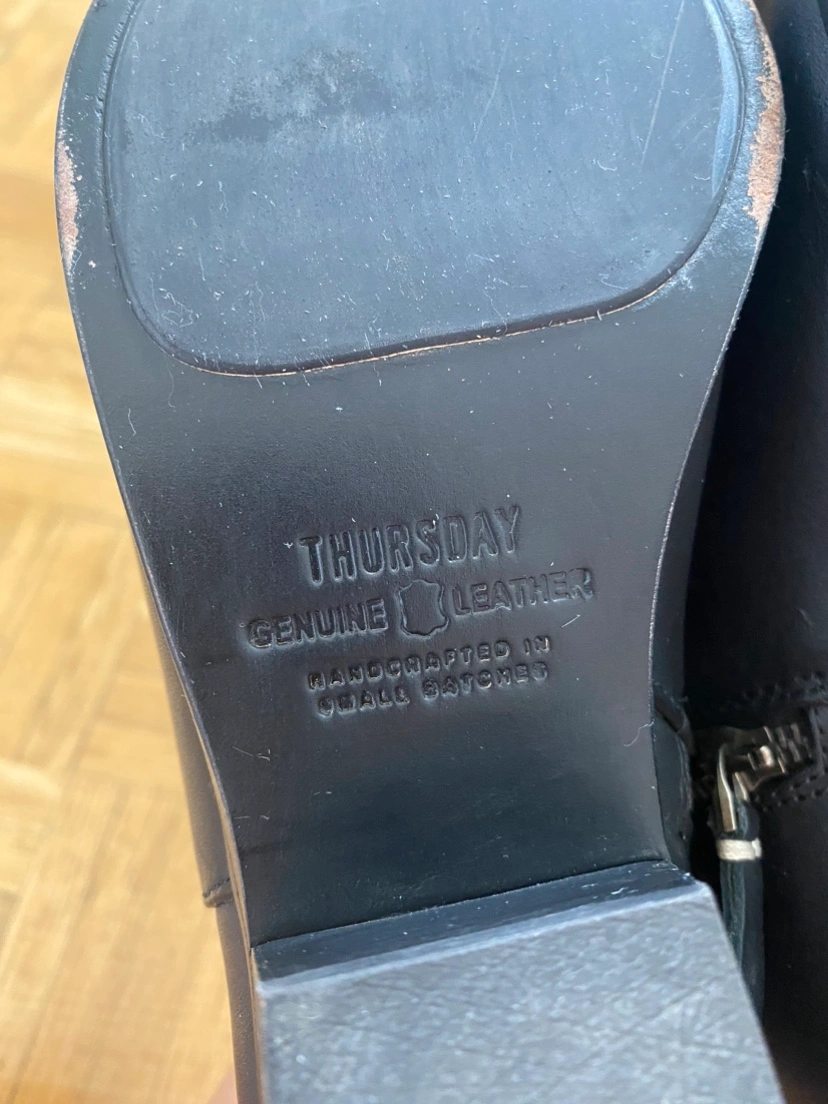 THURSDAY
GENUINE LEATHER
HANDCRAFTED IN
SMALL BATCHES